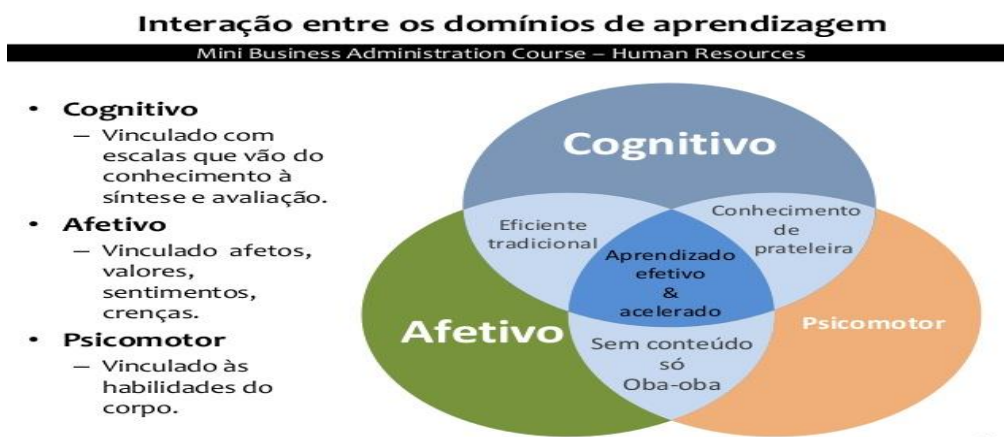 Interação entre os domínios de aprendizagem
Mini Business Administration Course – Human Resources
• Cognitivo
– Vinculado com
escalas que vão do
conhecimento à
síntese e avaliação.
• Afetivo
– Vinculado afetos,
valores,
sentimentos,
crenças.
• Psicomotor
– Vinculado às
habilidades do
corpo.
Cognitivo
Eficiente
tradicional
Conhecimento
de
prateleira
Aprendizado
efetivo
&
acelerado
Afetivo
Psicomotor
Sem conteúdo
só
Oba-oba